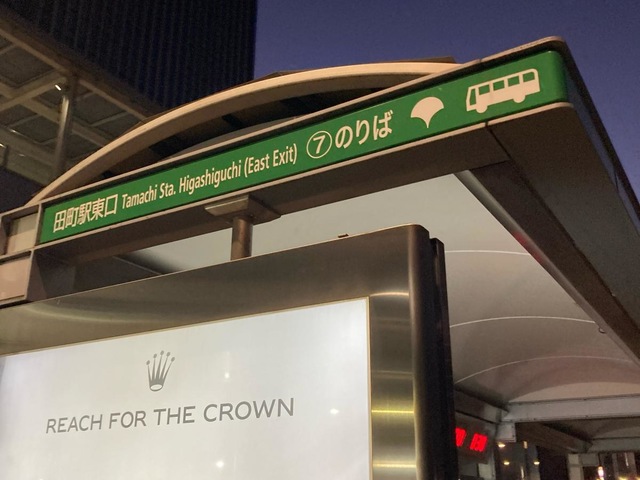 田町駅東口 Tamachi Sta. Higashiguchi (East Exit) ⑦のりば
REACH FOR THE CROWN